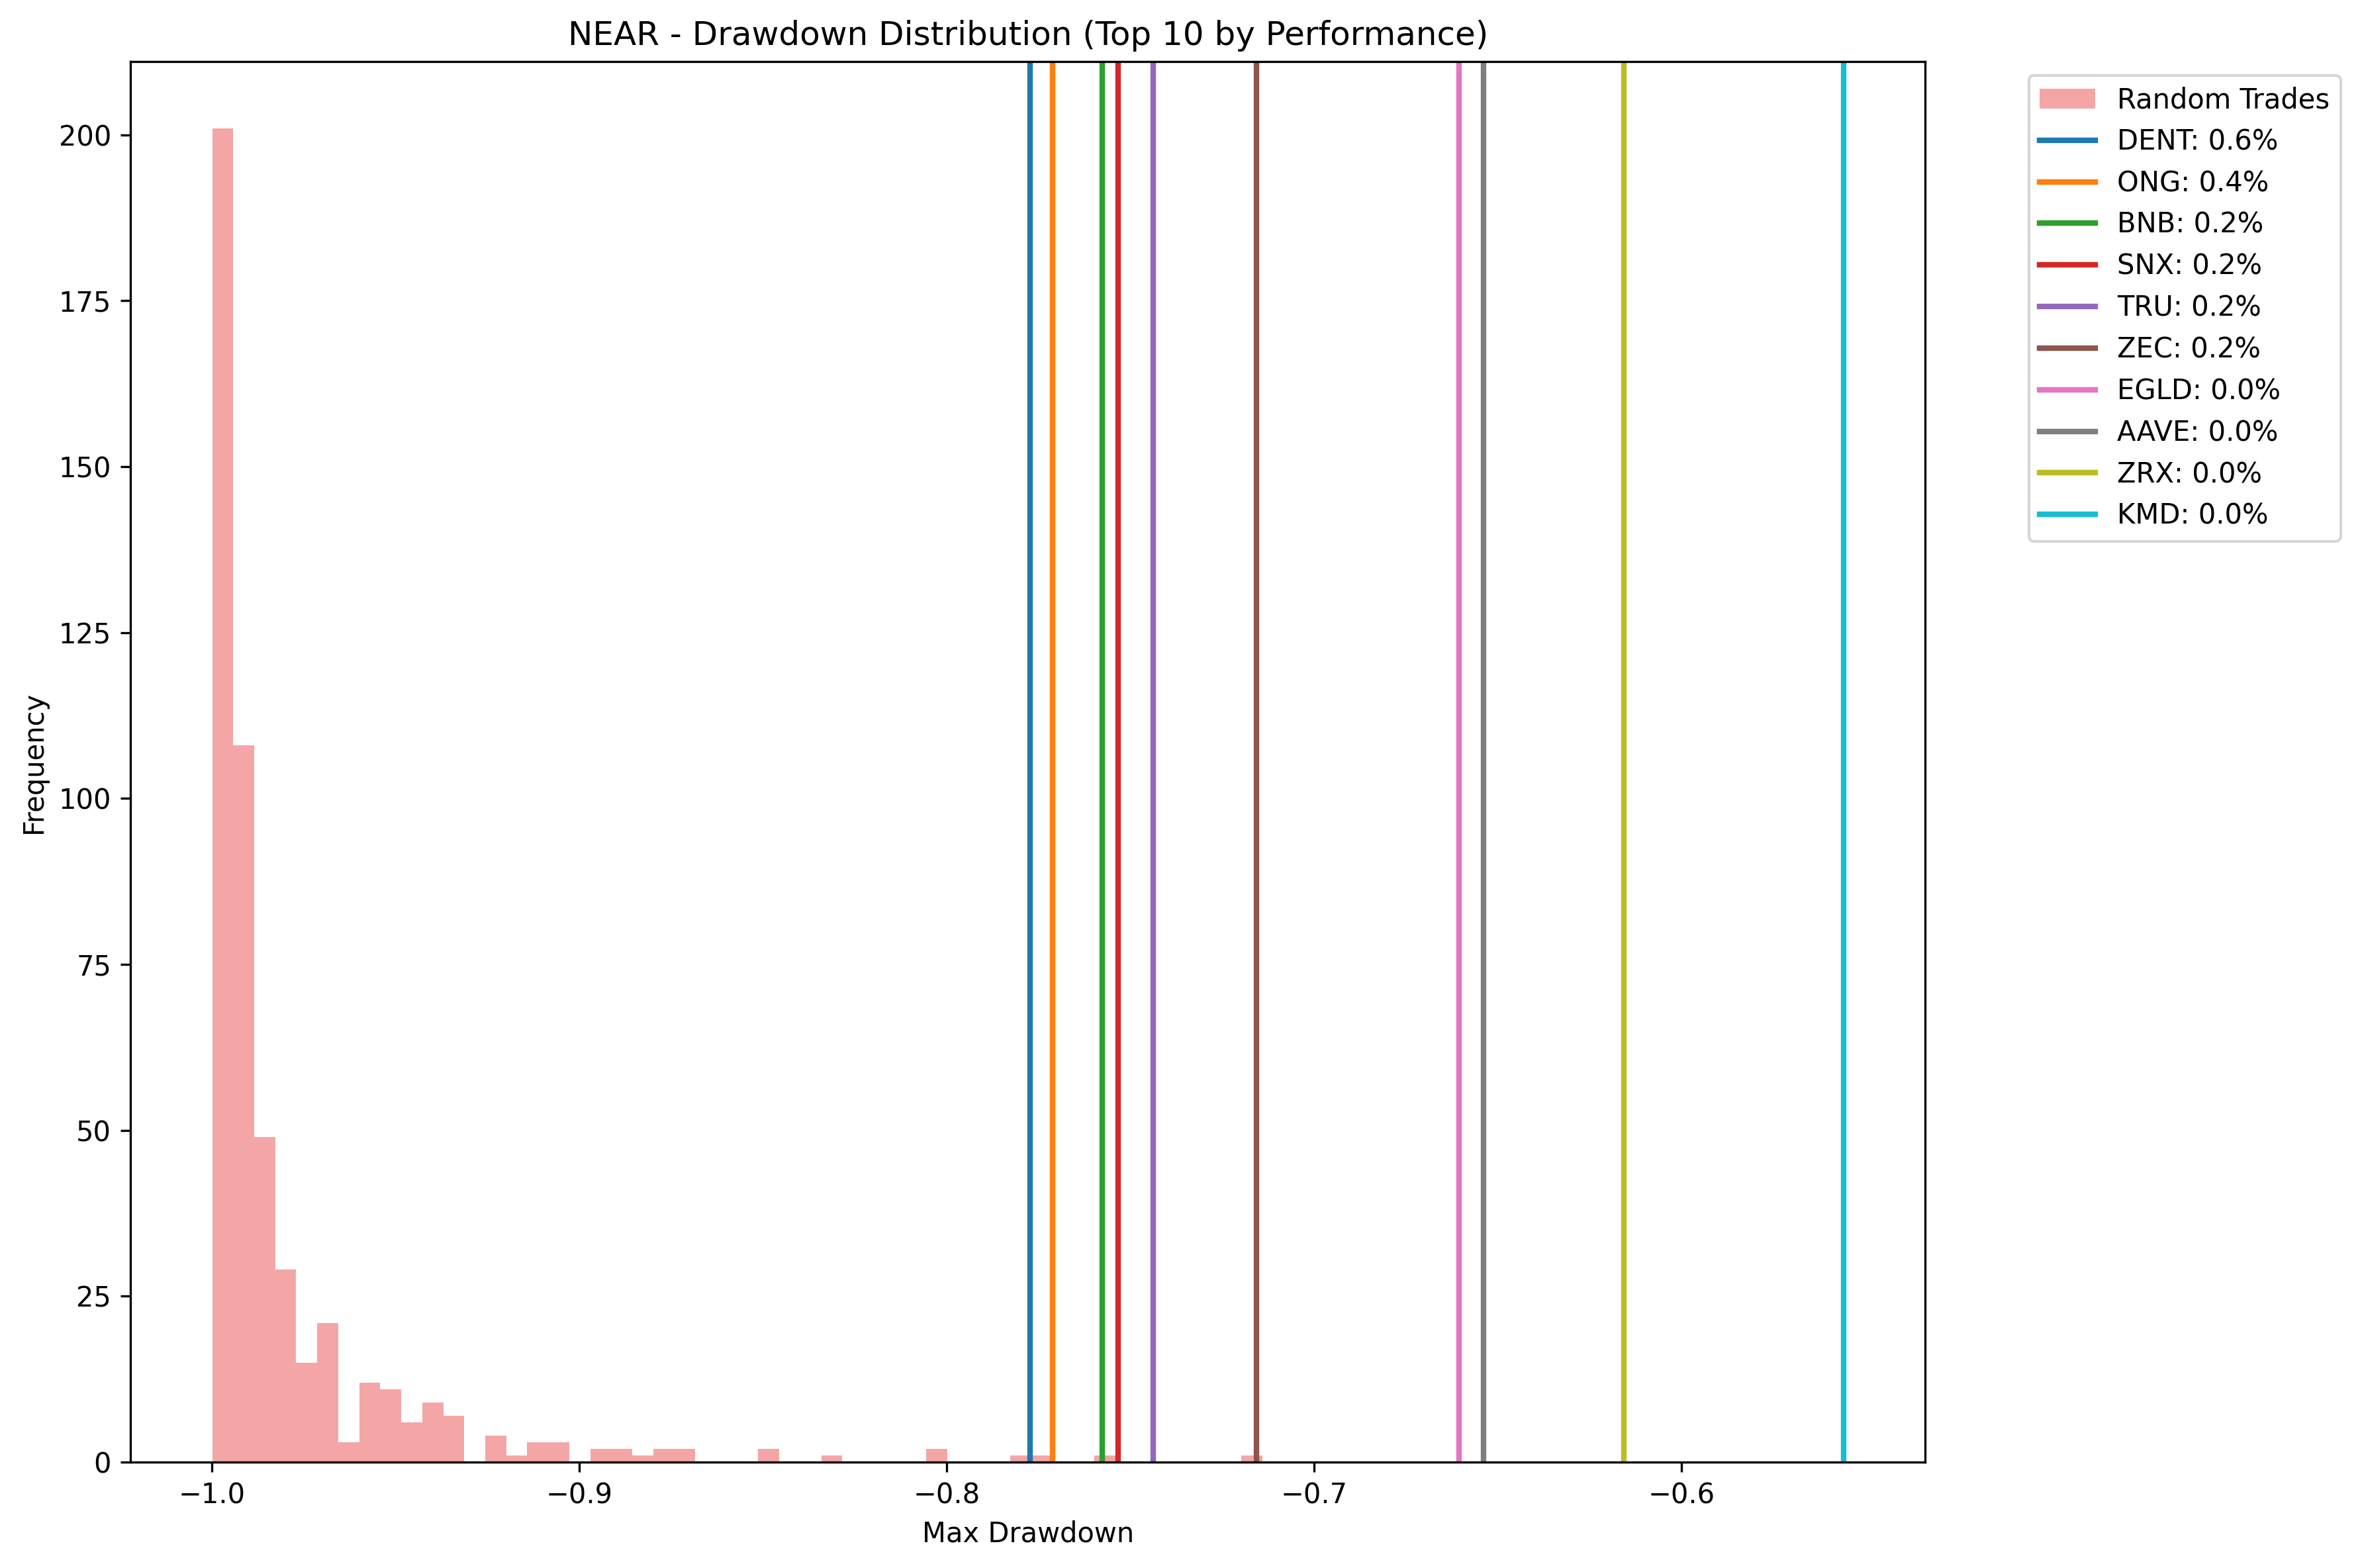 NEAR - Drawdown Distribution (Top 10 by Performance)
Frequency
200
175
150
125
100
75
50
25
0
−1.0
−0.9
−0.8
−0.7
−0.6
Max Drawdown
Random Trades
DENT: 0.6%
ONG: 0.4%
BNB: 0.2%
SNX: 0.2%
TRU: 0.2%
ZEC: 0.2%
EGLD: 0.0%
AAVE: 0.0%
ZRX: 0.0%
KMD: 0.0%